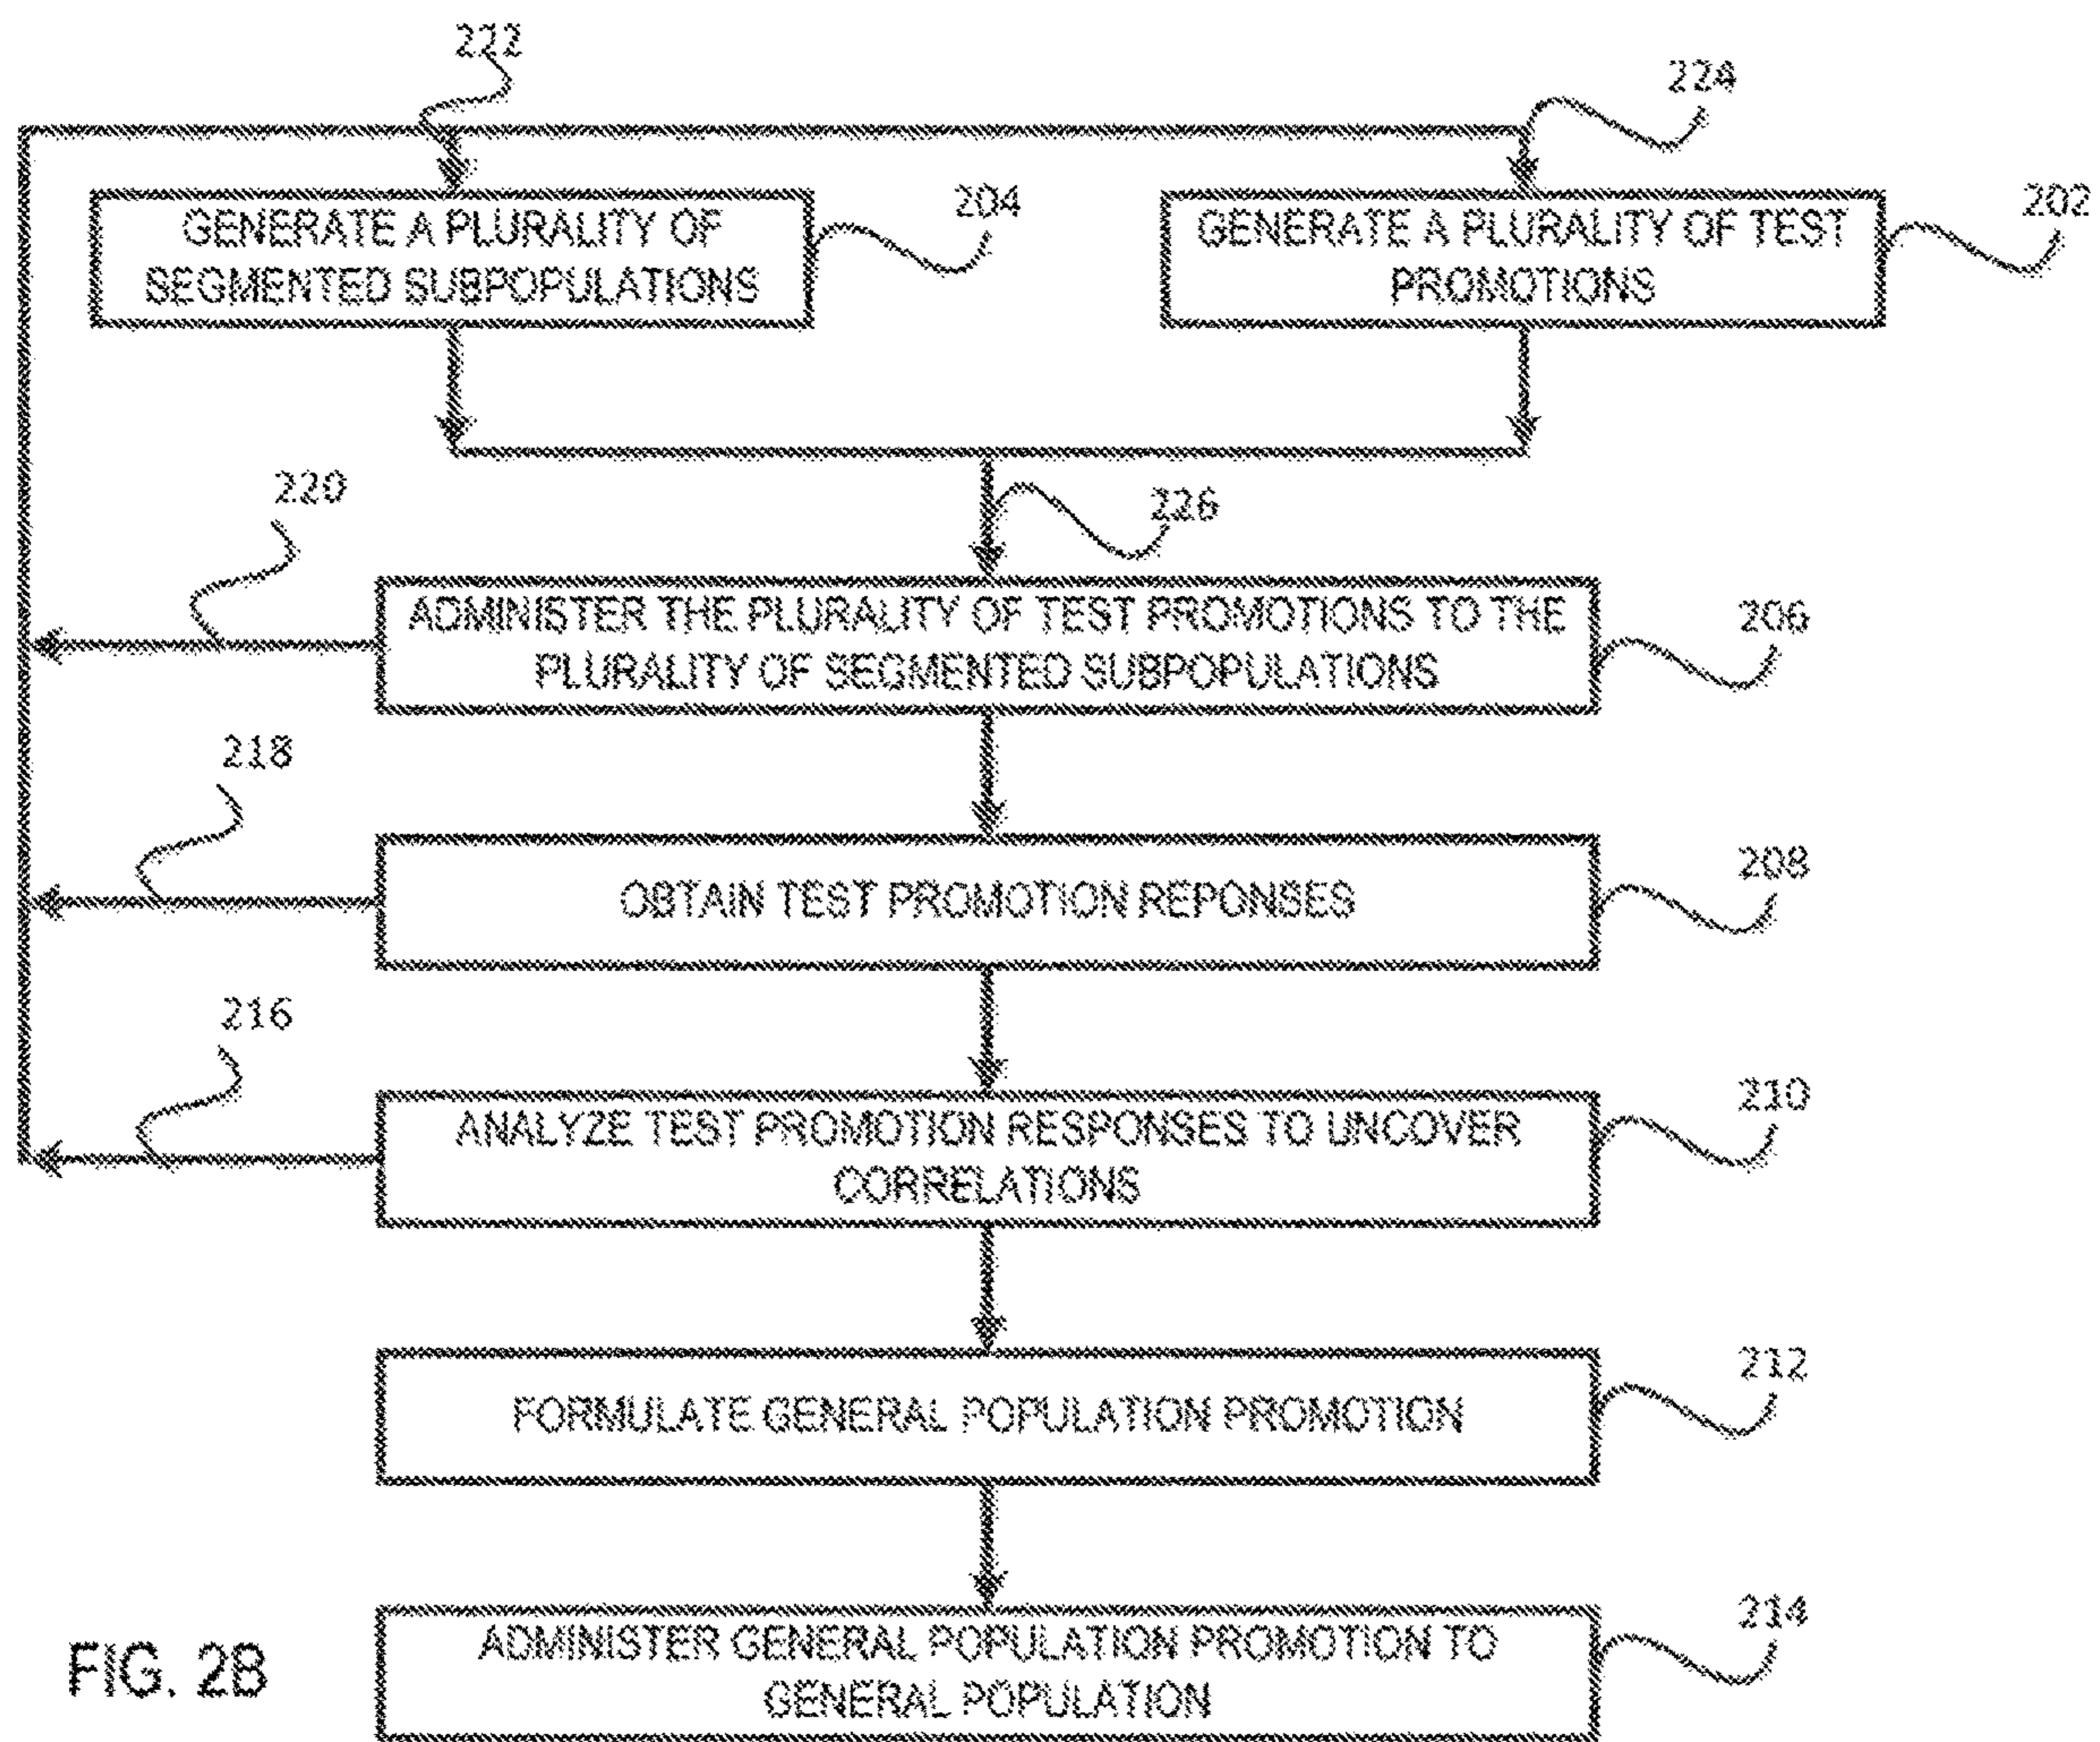 222
224
204
202
GENERATE A PLURALITY OF
SEGMENTED SUBPOPULATIONS
GENERATE A PLURALITY OF TEST
PROMOTIONS
220
226
ADMINISTER THE PLURALITY OF TEST PROMOTIONS TO THE
PLURALITY OF SEGMENTED SUBPOPULATIONS
206
218
OBTAIN TEST PROMOTION REPONSES
208
216
ANALYZE TEST PROMOTION RESPONSES TO UNCOVER
CORRELATIONS
210
FORMULATE GENERAL POPULATION PROMOTION
212
ADMINISTER GENERAL POPULATION PROMOTION TO
GENERAL POPULATION
214
FIG. 2B